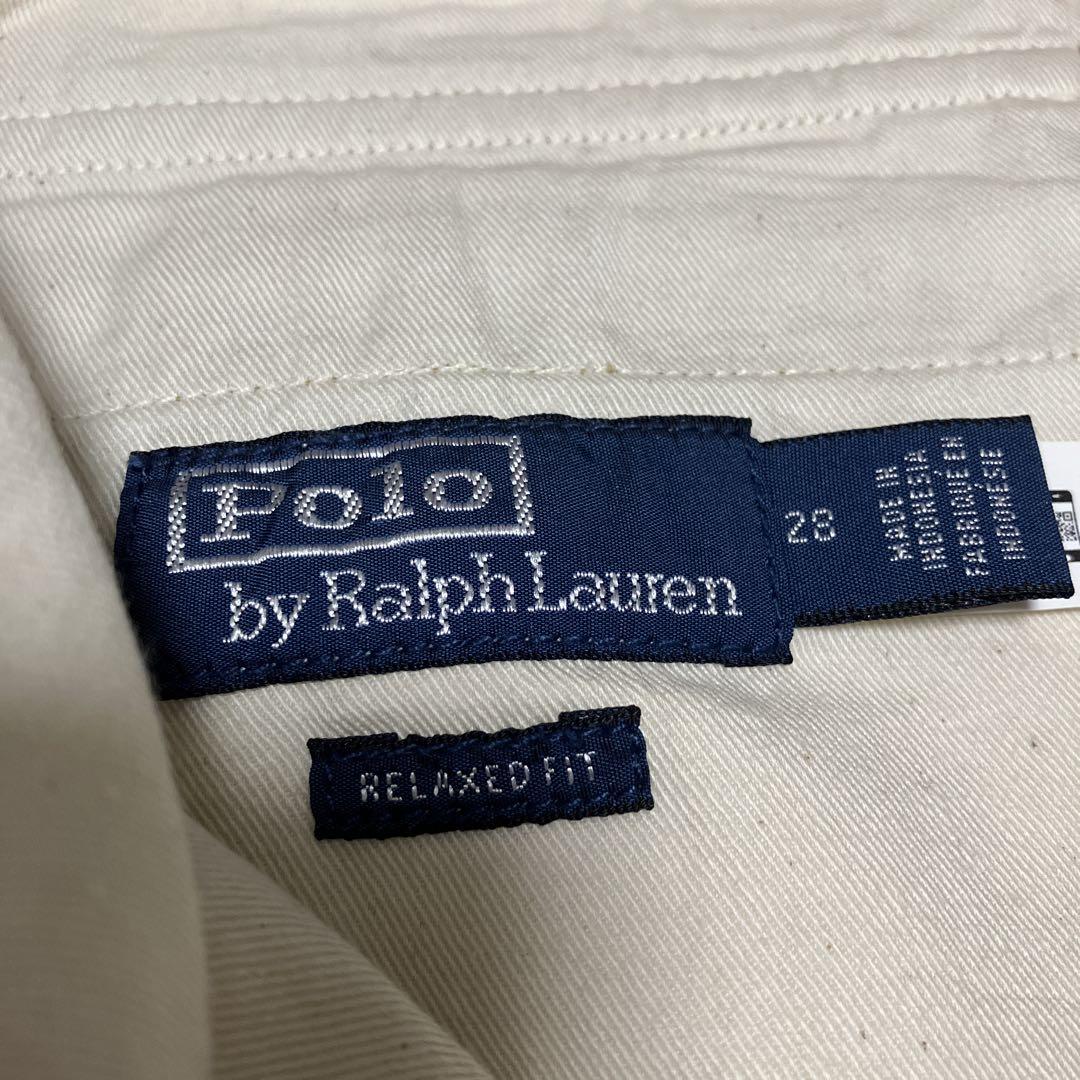 Polo
by Ralph Lauren
28
MADE IN
INDONESIA
FABRIQUÉ EN
INDONÉSIE
RELAXED FIT